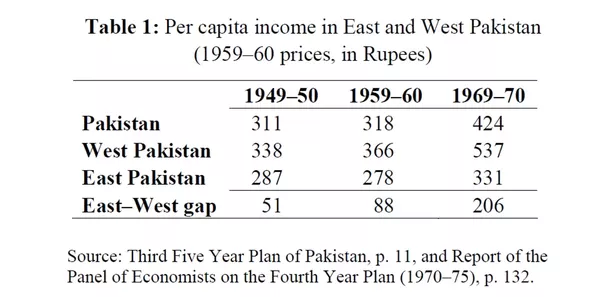 Table 1: Per capita income in East and West Pakistan
(1959–60 prices, in Rupees)
1949–50 1959–60 1969–70
Pakistan 311 318 424
West Pakistan 338 366 537
East Pakistan 287 278 331
East–West gap 51 88 206
Source: Third Five Year Plan of Pakistan, p. 11, and Report of the
Panel of Economists on the Fourth Year Plan (1970–75), p. 132.